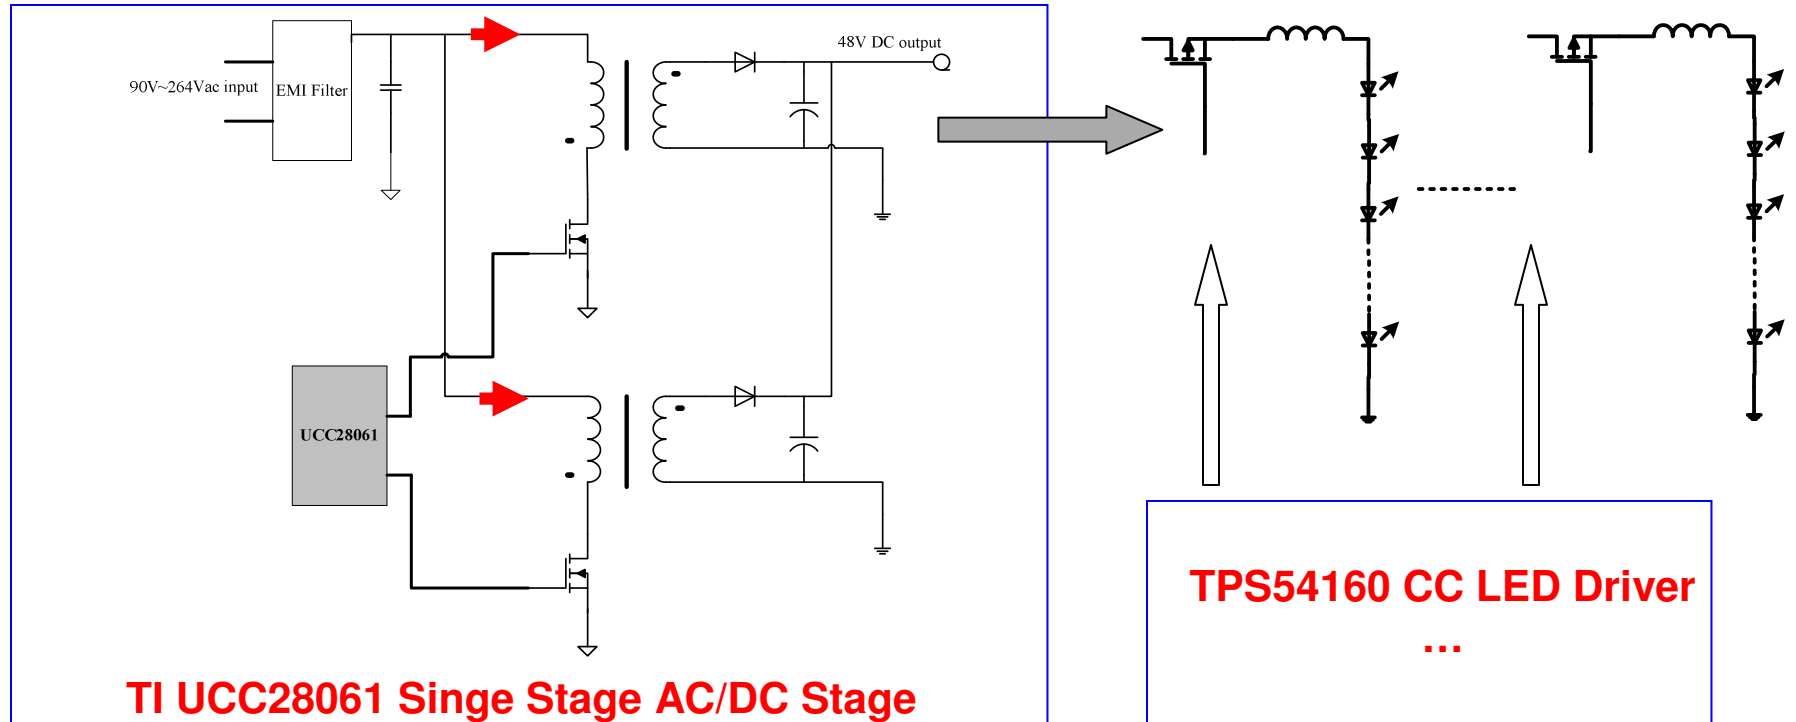 48V DC output
90V~264Vac input
EMI Filter
UCC28061
TPS54160 CC LED Driver
...
TI UCC28061 Singe Stage AC/DC Stage